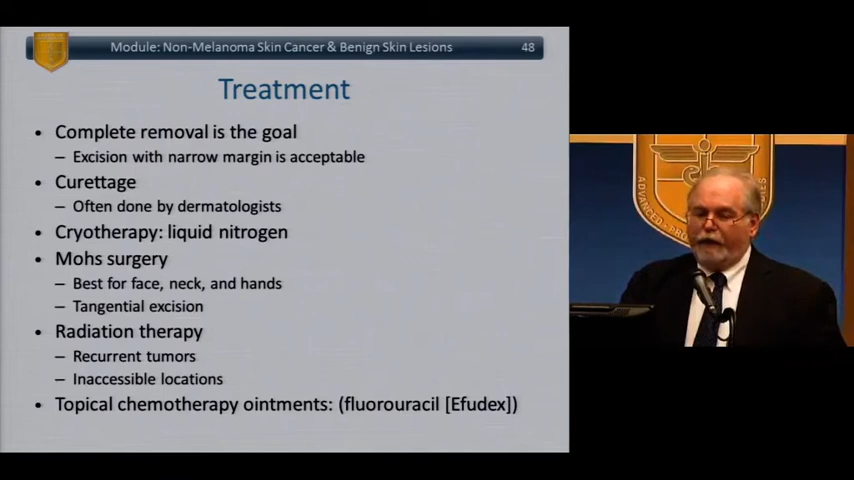 Module: Non-Melanoma Skin Cancer & Benign Skin Lesions 48
Treatment
• Complete removal is the goal
– Excision with narrow margin is acceptable
• Curettage
– Often done by dermatologists
• Cryotherapy: liquid nitrogen
• Mohs surgery
– Best for face, neck, and hands
– Tangential excision
• Radiation therapy
– Recurrent tumors
– Inaccessible locations
• Topical chemotherapy ointments: (fluorouracil [Efudex])